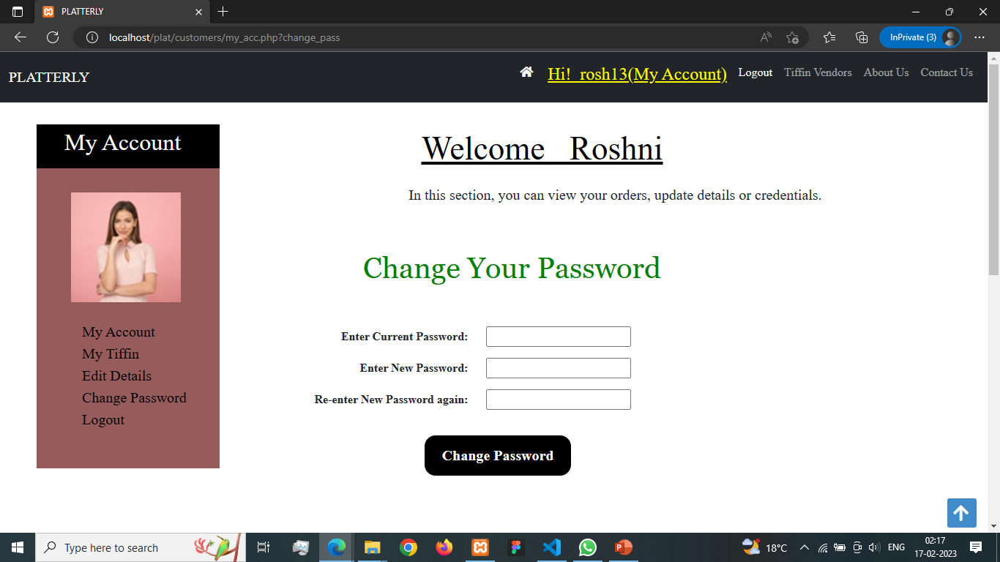 PLATTERLY
localhost/plat/customers/my_acc.php?change_pass
InPrivate (3)
PLATTERLY
Hi! rosh13(My Account)
Logout
Tiffin Vendors
About Us
Contact Us
My Account
My Account
My Tiffin
Edit Details
Change Password
Logout
Welcome Roshni
In this section, you can view your orders, update details or credentials.
Change Your Password
Enter Current Password:
Enter New Password:
Re-enter New Password again:
Change Password
Type here to search
18°C
ENG
02:17
17-02-2023